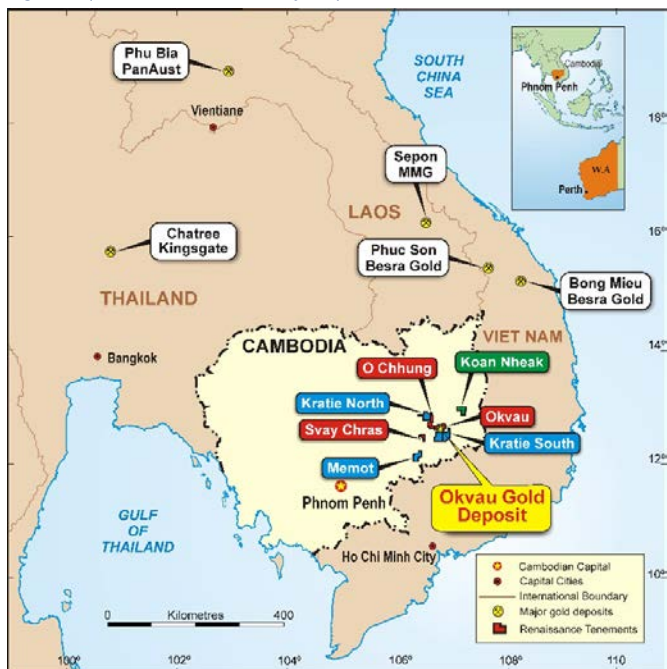 Phu Bia
PanAust
Vientiane
SOUTH
CHINA
SEA
Cambodia
Phnom Penh
W.A
Perth
18°
Sepon
MMG
LAOS
16°
Chatree
Kingsgate
Phuc Son
Besra Gold
Bong Mieu
Besra Gold
THAILAND
VIET NAM
14°
CAMBODIA
Bangkok
O Chhung
Koan Nheak
Kratie North
Okvau
Svay Chras
Kratie South
12°
Memot
Okvau Gold
Deposit
Phnom Penh
GULF
OF
THAILAND
Ho Chi Minh City
10°
Kilometres
0
400
Cambodian Capital
Capital Cities
International Boundary
Major gold deposits
Renaissance Tenements
100°
102°
104°
106°
108°
110°